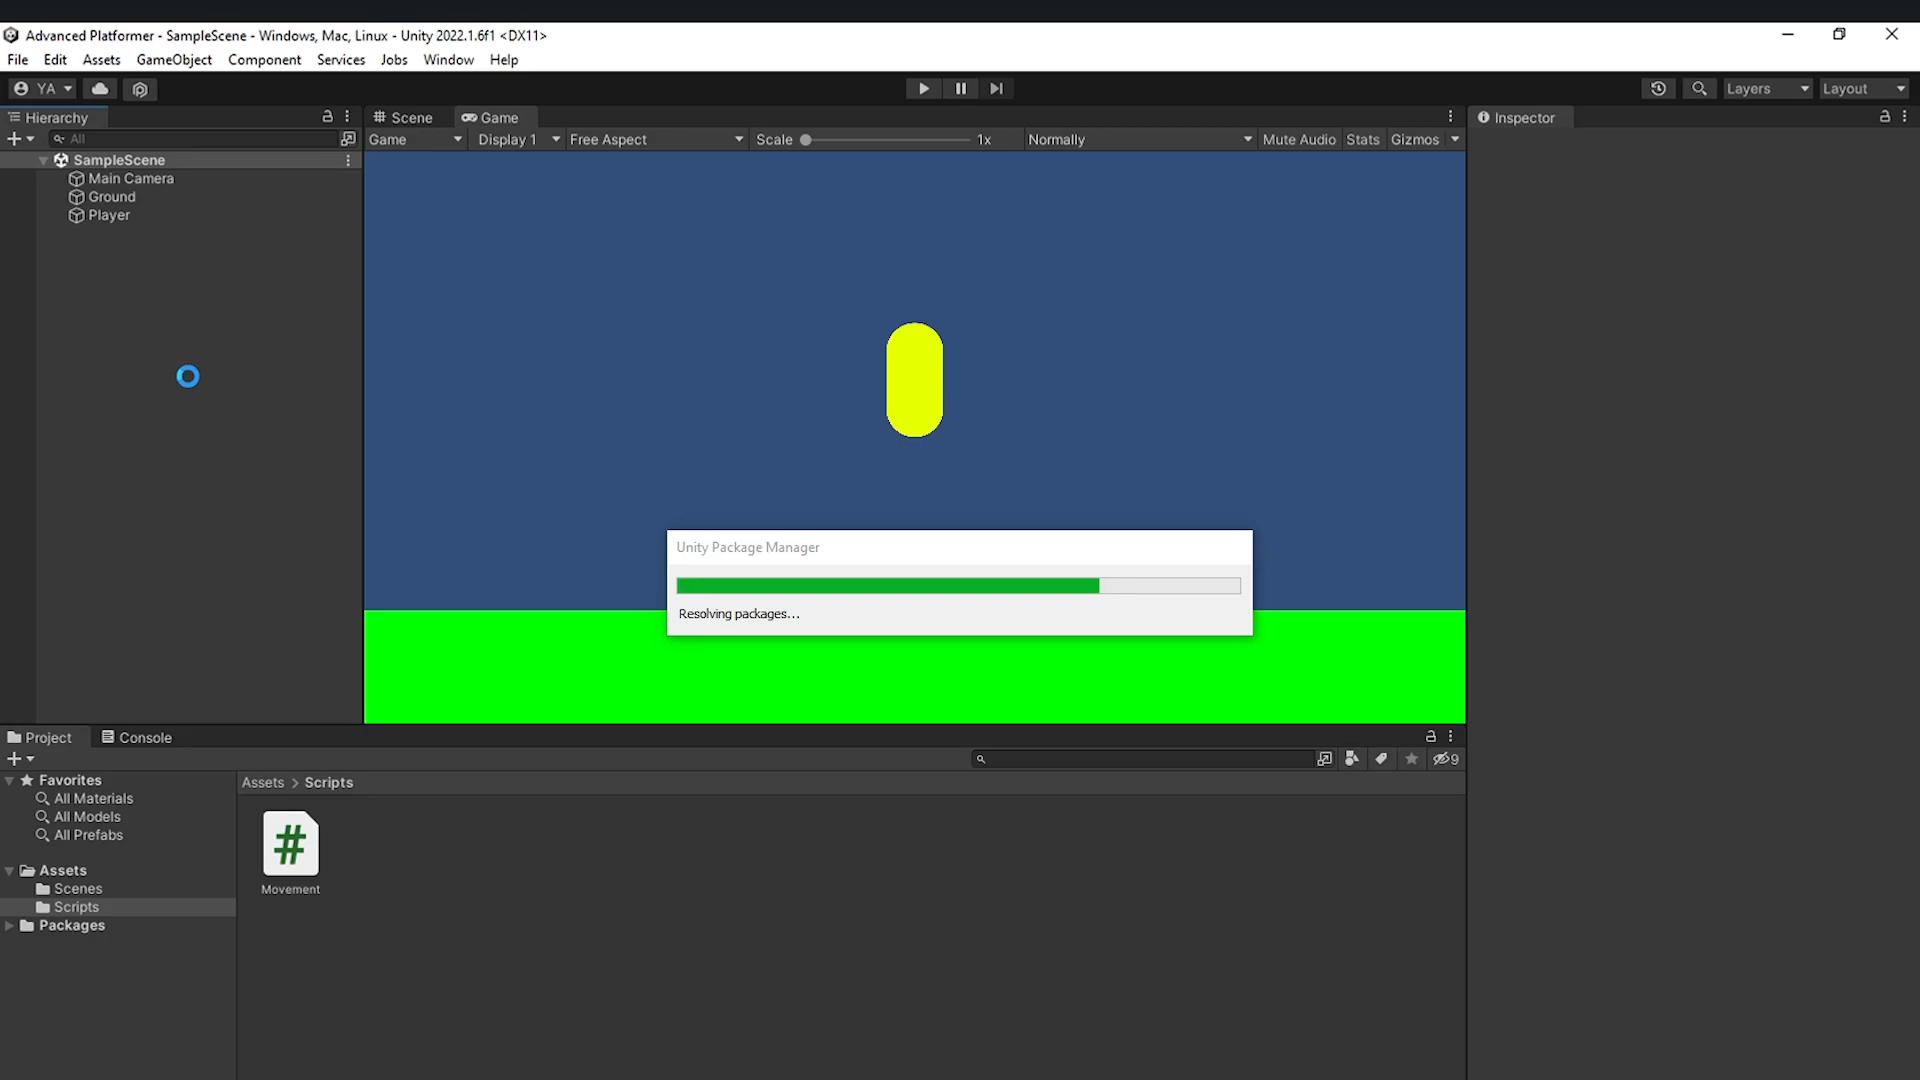 Advanced Platformer - SampleScene - Windows, Mac, Linux - Unity 2022.1.6f1 <DX11>
File Edit Assets GameObject Component Services Jobs Window Help
YA Layers Layout
Hierarchy Scene Game Inspector
All Game Display 1 Free Aspect Scale 1x Normally Mute Audio Stats Gizmos
SampleScene
Main Camera
Ground
Player
Unity Package Manager
Resolving packages...
Project Console
9
Favorites
All Materials
All Models
All Prefabs
Assets
Scenes
Scripts
Packages
Assets > Scripts
#
Movement